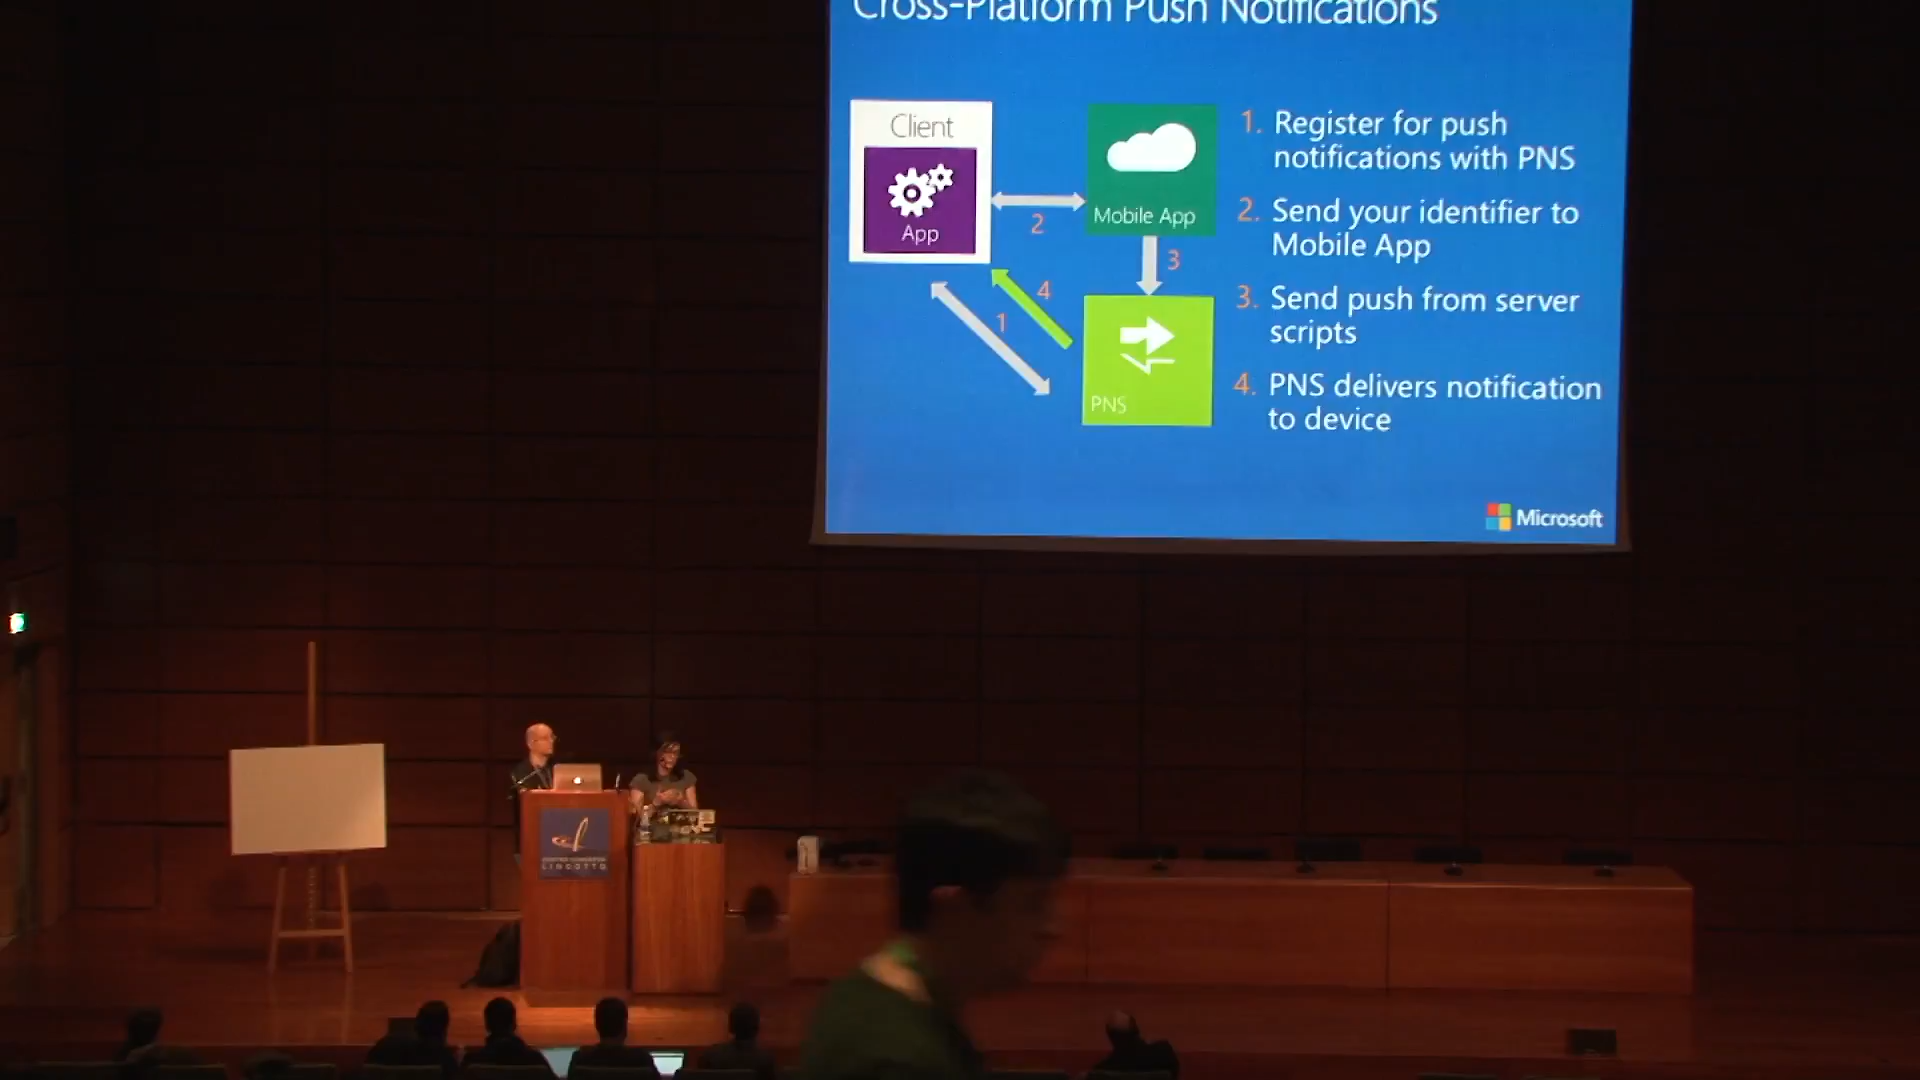 Cross-Platform Push Notifications
Client
App
2
Mobile App
3
4
1
PNS
1. Register for push
notifications with PNS
2. Send your identifier to
Mobile App
3. Send push from server
scripts
4. PNS delivers notification
to device
Microsoft
LINGOTTO